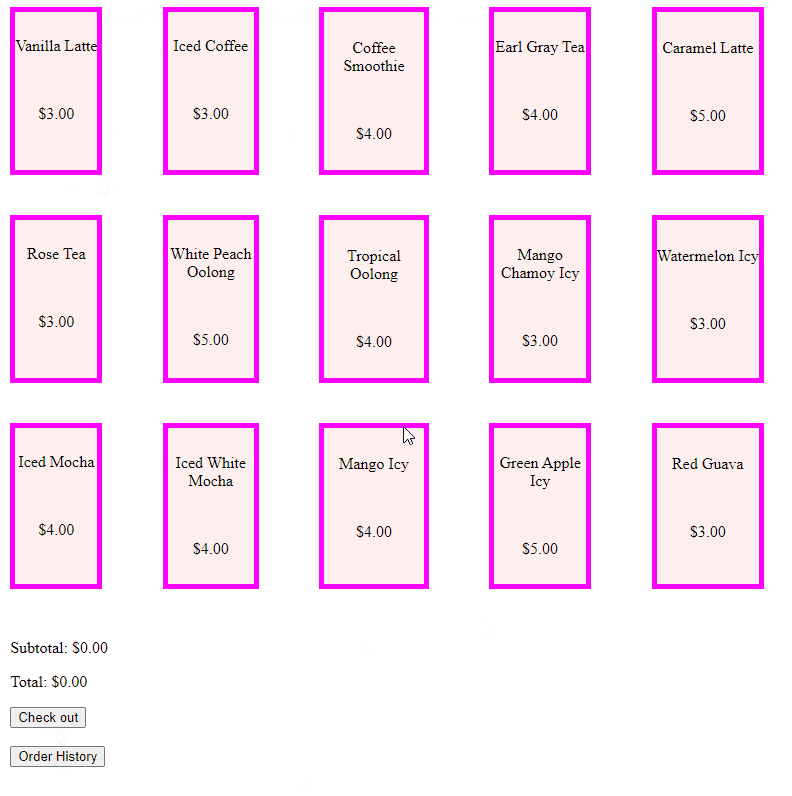 Vanilla Latte
$3.00
Iced Coffee
$3.00
Coffee
Smoothie
$4.00
Earl Gray Tea
$4.00
Caramel Latte
$5.00
Rose Tea
$3.00
White Peach
Oolong
$5.00
Tropical
Oolong
$4.00
Mango
Chamoy Icy
$3.00
Watermelon Icy
$3.00
Iced Mocha
$4.00
Iced White
Mocha
$4.00
Mango Icy
$4.00
Green Apple
Icy
$5.00
Red Guava
$3.00
Subtotal: $0.00
Total: $0.00
Check out
Order History